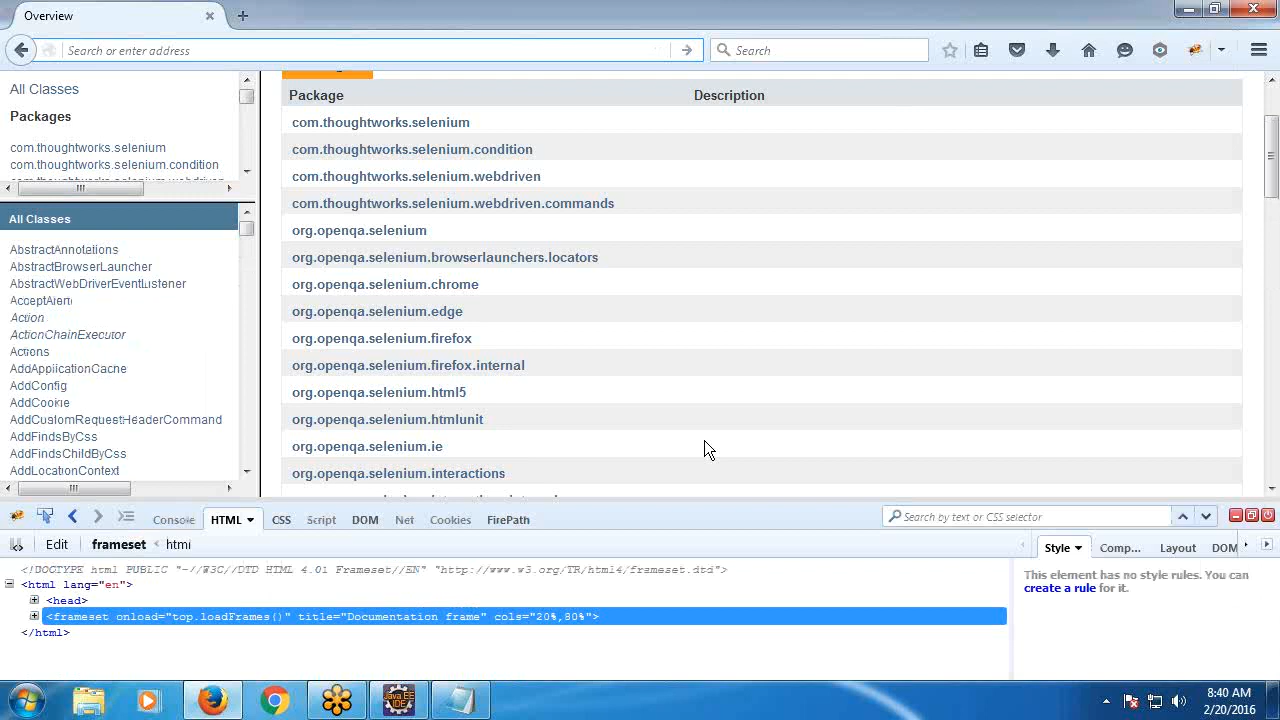 Overview
Search or enter address
Search
All Classes
Packages
com.thoughtworks.selenium
com.thoughtworks.selenium.condition
All Classes
AbstractAnnotations
AbstractBrowserLauncher
AbstractWebDriverEventListener
AcceptAlert
Action
ActionChainExecutor
Actions
AddApplicationCache
AddConfig
AddCookie
AddCustomRequestHeaderCommand
AddFindsByCss
AddFindsChildByCss
AddLocationContext
Package Description
com.thoughtworks.selenium
com.thoughtworks.selenium.condition
com.thoughtworks.selenium.webdriven
com.thoughtworks.selenium.webdriven.commands
org.openqa.selenium
org.openqa.selenium.browserlaunchers.locators
org.openqa.selenium.chrome
org.openqa.selenium.edge
org.openqa.selenium.firefox
org.openqa.selenium.firefox.internal
org.openqa.selenium.html5
org.openqa.selenium.htmlunit
org.openqa.selenium.ie
org.openqa.selenium.interactions
Console HTML CSS Script DOM Net Cookies FirePath Search by text or CSS selector
Edit frameset < html Style Comp... Layout DOM
<!DOCTYPE html PUBLIC "-//W3C//DTD HTML 4.01 Frameset//EN" "http://www.w3.org/TR/html4/frameset.dtd">
<html lang="en">
<head>
<frameset onload="top.loadFrames()" title="Documentation frame" cols="20%,80%">
</html>
This element has no style rules. You can
create a rule for it.
Java EE
IDE
8:40 AM
2/20/2016